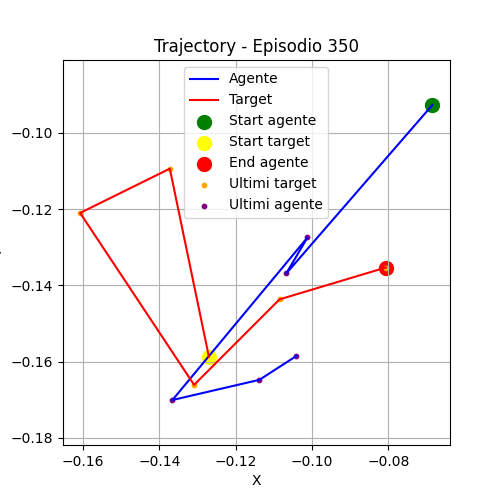 Trajectory - Episodio 350
Agente
Target
Start agente
Start target
End agente
Ultimi target
Ultimi agente
−0.10
−0.12
−0.14
−0.16
−0.18
−0.16
−0.14
−0.12
−0.10
−0.08
X